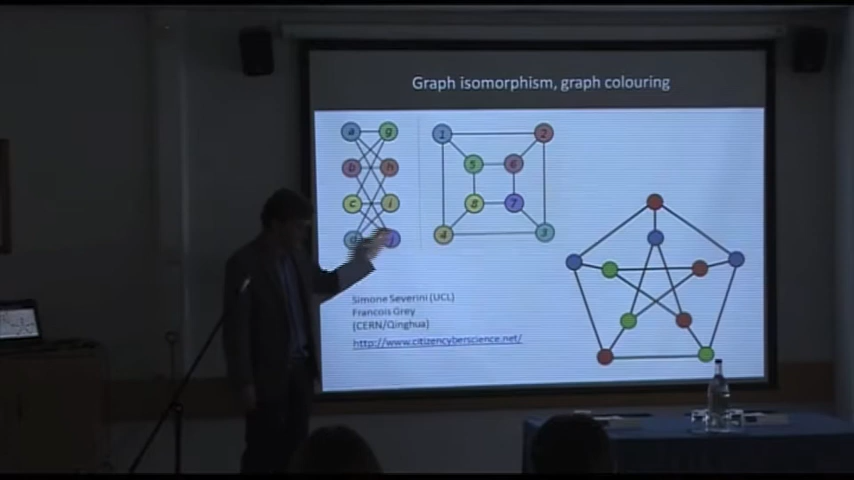 Graph isomorphism, graph colouring
a g
b h
c i
d j
1 2
5 6
8 7
4 3
Simone Severini (UCL)
Francois Grey
(CERN/Qinghua)
http://www.citizencyberscience.net/